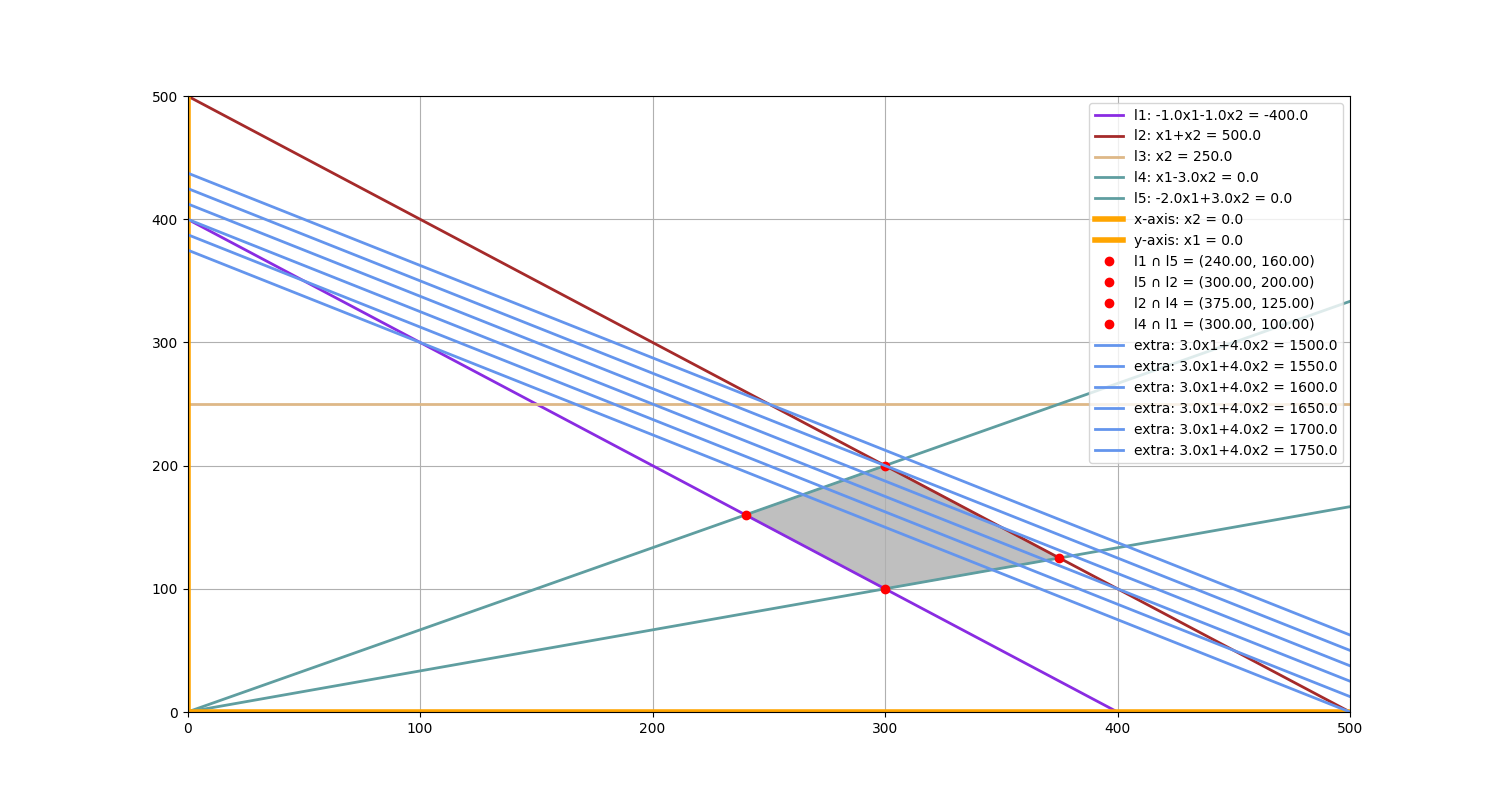 500
400
300
200
100
0
0 100 200 300 400 500
l1: -1.0x1-1.0x2 = -400.0
l2: x1+x2 = 500.0
l3: x2 = 250.0
l4: x1-3.0x2 = 0.0
l5: -2.0x1+3.0x2 = 0.0
x-axis: x2 = 0.0
y-axis: x1 = 0.0
l1 ∩ l5 = (240.00, 160.00)
l5 ∩ l2 = (300.00, 200.00)
l2 ∩ l4 = (375.00, 125.00)
l4 ∩ l1 = (300.00, 100.00)
extra: 3.0x1+4.0x2 = 1500.0
extra: 3.0x1+4.0x2 = 1550.0
extra: 3.0x1+4.0x2 = 1600.0
extra: 3.0x1+4.0x2 = 1650.0
extra: 3.0x1+4.0x2 = 1700.0
extra: 3.0x1+4.0x2 = 1750.0